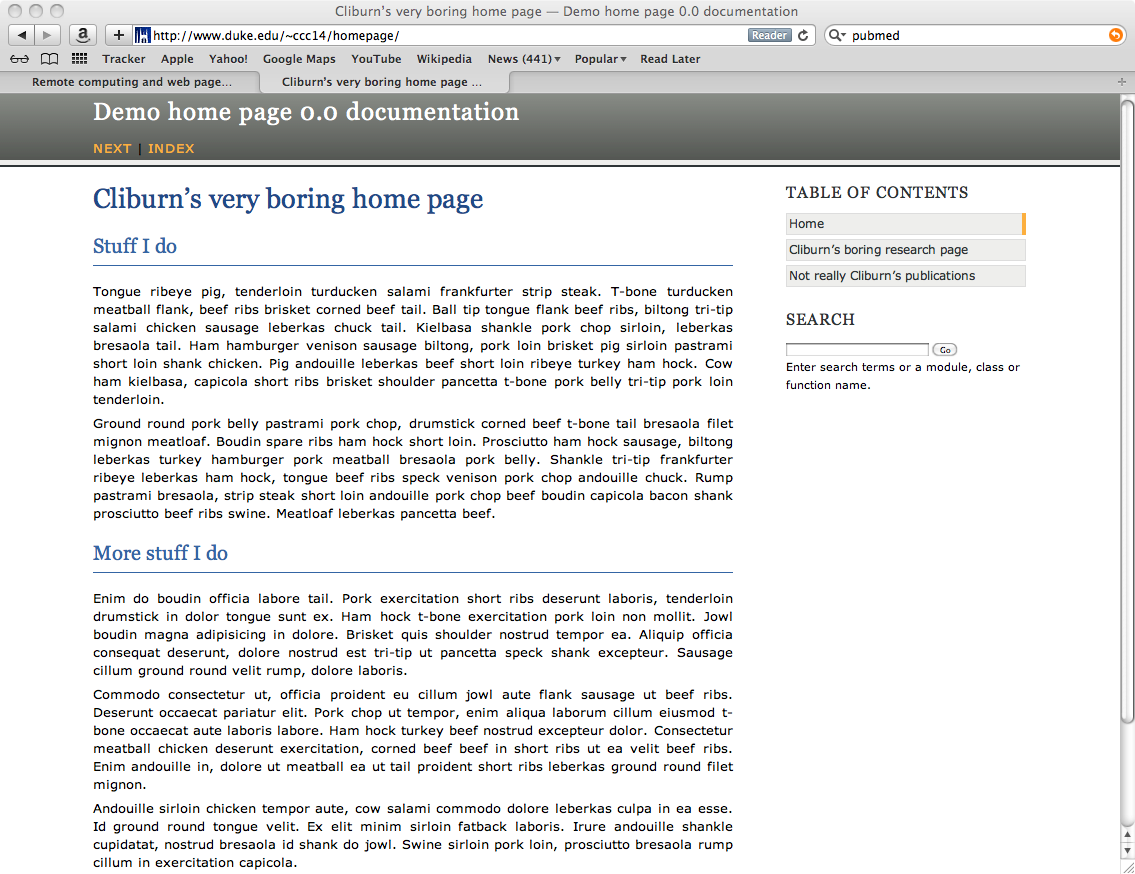 Cliburn's very boring home page — Demo home page 0.0 documentation
a + http://www.duke.edu/~ccc14/homepage/ Reader pubmed
Tracker Apple Yahoo! Google Maps YouTube Wikipedia News (441) Popular Read Later
Remote computing and web page... Cliburn's very boring home page ... +
Demo home page 0.0 documentation
NEXT | INDEX
Cliburn’s very boring home page
Stuff I do
Tongue ribeye pig, tenderloin turducken salami frankfurter strip steak. T-bone turducken
meatball flank, beef ribs brisket corned beef tail. Ball tip tongue flank beef ribs, biltong tri-tip
salami chicken sausage leberkas chuck tail. Kielbasa shankle pork chop sirloin, leberkas
bresaola tail. Ham hamburger venison sausage biltong, pork loin brisket pig sirloin pastrami
short loin shank chicken. Pig andouille leberkas beef short loin ribeye turkey ham hock. Cow
ham kielbasa, capicola short ribs brisket shoulder pancetta t-bone pork belly tri-tip pork loin
tenderloin.
Ground round pork belly pastrami pork chop, drumstick corned beef t-bone tail bresaola filet
mignon meatloaf. Boudin spare ribs ham hock short loin. Prosciutto ham hock sausage, biltong
leberkas turkey hamburger pork meatball bresaola pork belly. Shankle tri-tip frankfurter
ribeye leberkas ham hock, tongue beef ribs speck venison pork chop andouille chuck. Rump
pastrami bresaola, strip steak short loin andouille pork chop beef boudin capicola bacon shank
prosciutto beef ribs swine. Meatloaf leberkas pancetta beef.
More stuff I do
Enim do boudin officia labore tail. Pork exercitation short ribs deserunt laboris, tenderloin
drumstick in dolor tongue sunt ex. Ham hock t-bone exercitation pork loin non mollit. Jowl
boudin magna adipisicing in dolore. Brisket quis shoulder nostrud tempor ea. Aliquip officia
consequat deserunt, dolore nostrud est tri-tip ut pancetta speck shank excepteur. Sausage
cillum ground round velit rump, dolore laboris.
Commodo consectetur ut, officia proident eu cillum jowl aute flank sausage ut beef ribs.
Deserunt occaecat pariatur elit. Pork chop ut tempor, enim aliqua laborum cillum eiusmod t-
bone occaecat aute laboris labore. Ham hock turkey beef nostrud excepteur dolor. Consectetur
meatball chicken deserunt exercitation, corned beef beef in short ribs ut ea velit beef ribs.
Enim andouille in, dolore ut meatball ea ut tail proident short ribs leberkas ground round filet
mignon.
Andouille sirloin chicken tempor aute, cow salami commodo dolore leberkas culpa in ea esse.
Id ground round tongue velit. Ex elit minim sirloin fatback laboris. Irure andouille shankle
cupidatat, nostrud bresaola id shank do jowl. Swine sirloin pork loin, prosciutto bresaola rump
cillum in exercitation capicola.
TABLE OF CONTENTS
Home
Cliburn’s boring research page
Not really Cliburn’s publications
SEARCH
Go
Enter search terms or a module, class or
function name.